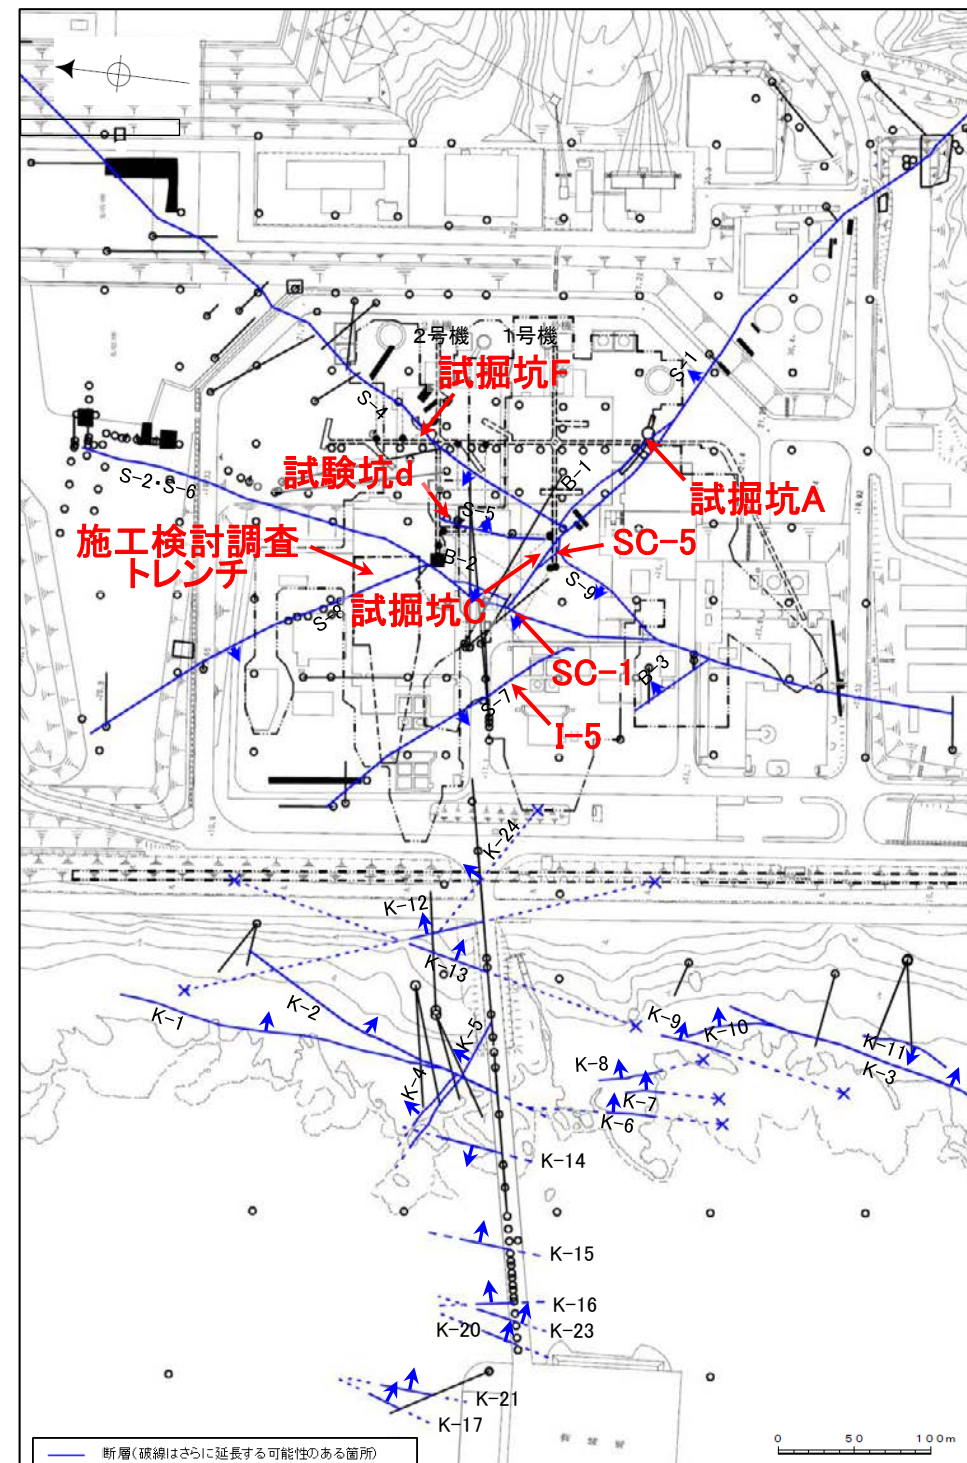 2号機
1号機
試掘坑F
S-1
S-4
試験坑d
B-1
S-2・S-6
S-5
試掘坑A
施工検討調査
トレンチ
SC-5
B-2
S-9
S-8
試掘坑C
SC-1
B-3
S-7
I-5
K-24
K-12
K-13
K-1
K-2
K-5
K-9
K-10
K-11
K-4
K-8
K-3
K-7
K-6
K-14
K-15
K-16
K-20
K-23
K-21
K-17
0 50 100m
断層(破線はさらに延長する可能性のある箇所)